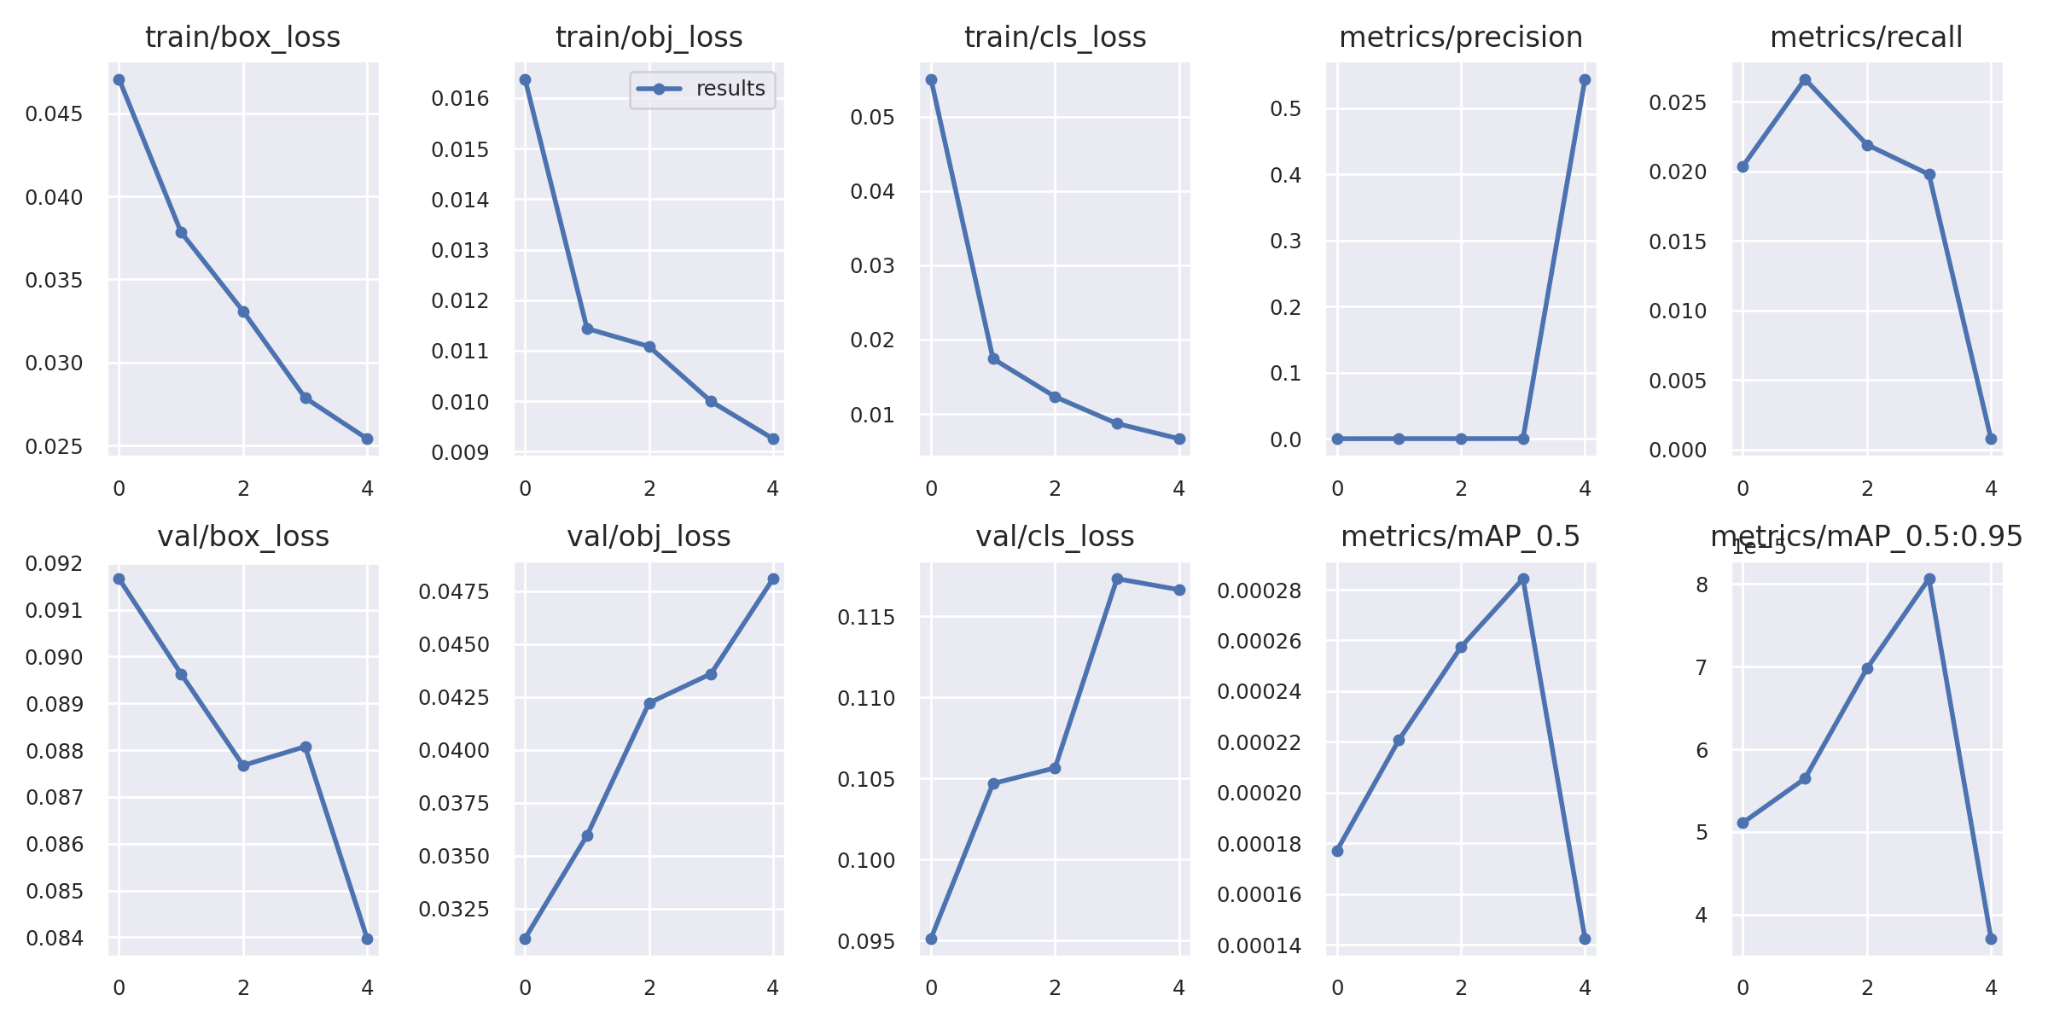 train/box_loss
0.045
0.040
0.035
0.030
0.025
0 2 4
train/obj_loss
results
0.016
0.015
0.014
0.013
0.012
0.011
0.010
0.009
0 2 4
train/cls_loss
0.05
0.04
0.03
0.02
0.01
0 2 4
metrics/precision
0.5
0.4
0.3
0.2
0.1
0.0
0 2 4
metrics/recall
0.025
0.020
0.015
0.010
0.005
0.000
0 2 4
val/box_loss
0.092
0.091
0.090
0.089
0.088
0.087
0.086
0.085
0.084
0 2 4
val/obj_loss
0.0475
0.0450
0.0425
0.0400
0.0375
0.0350
0.0325
0 2 4
val/cls_loss
0.115
0.110
0.105
0.100
0.095
0 2 4
metrics/mAP_0.5
0.00028
0.00026
0.00024
0.00022
0.00020
0.00018
0.00016
0.00014
0 2 4
metrics/mAP_0.5:0.95
1e−5
8
7
6
5
4
0 2 4